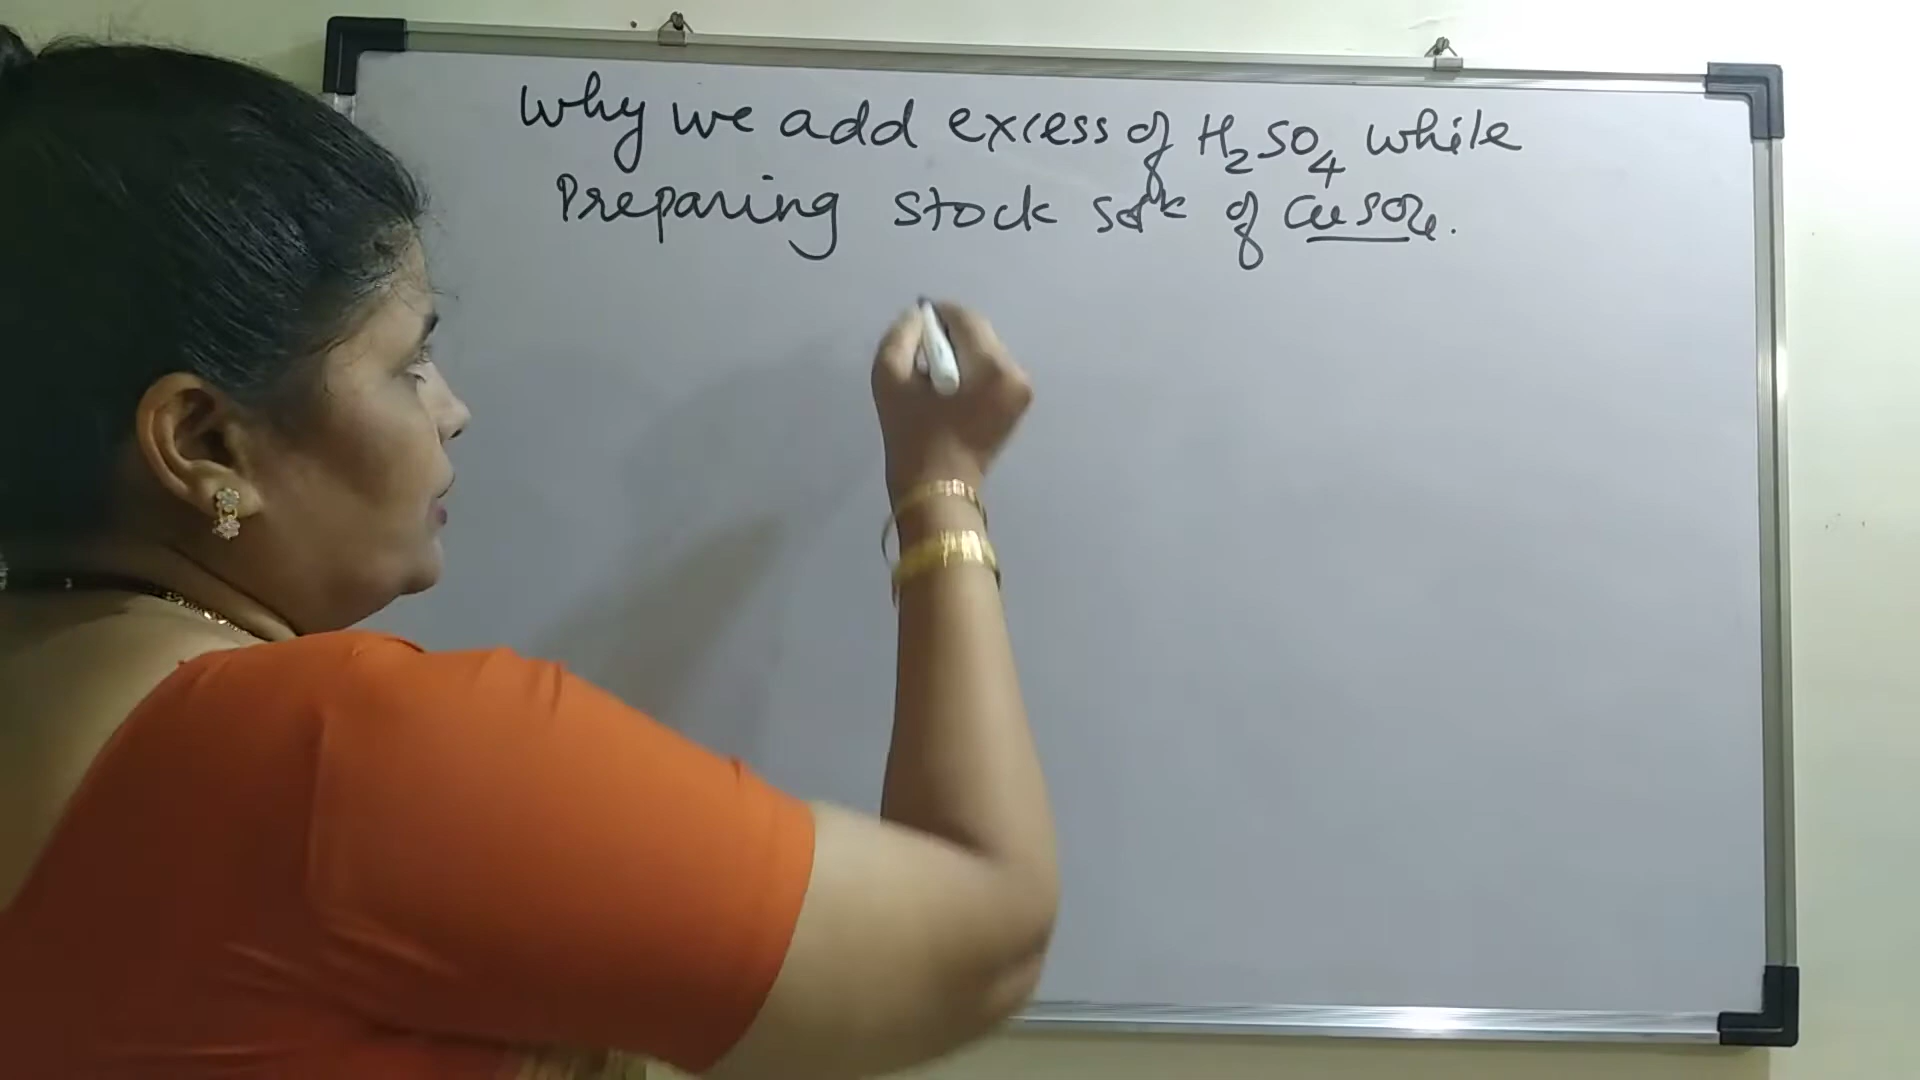 Why we add excess of H₂SO₄ while
Preparing stock solⁿ of CuSO₄.